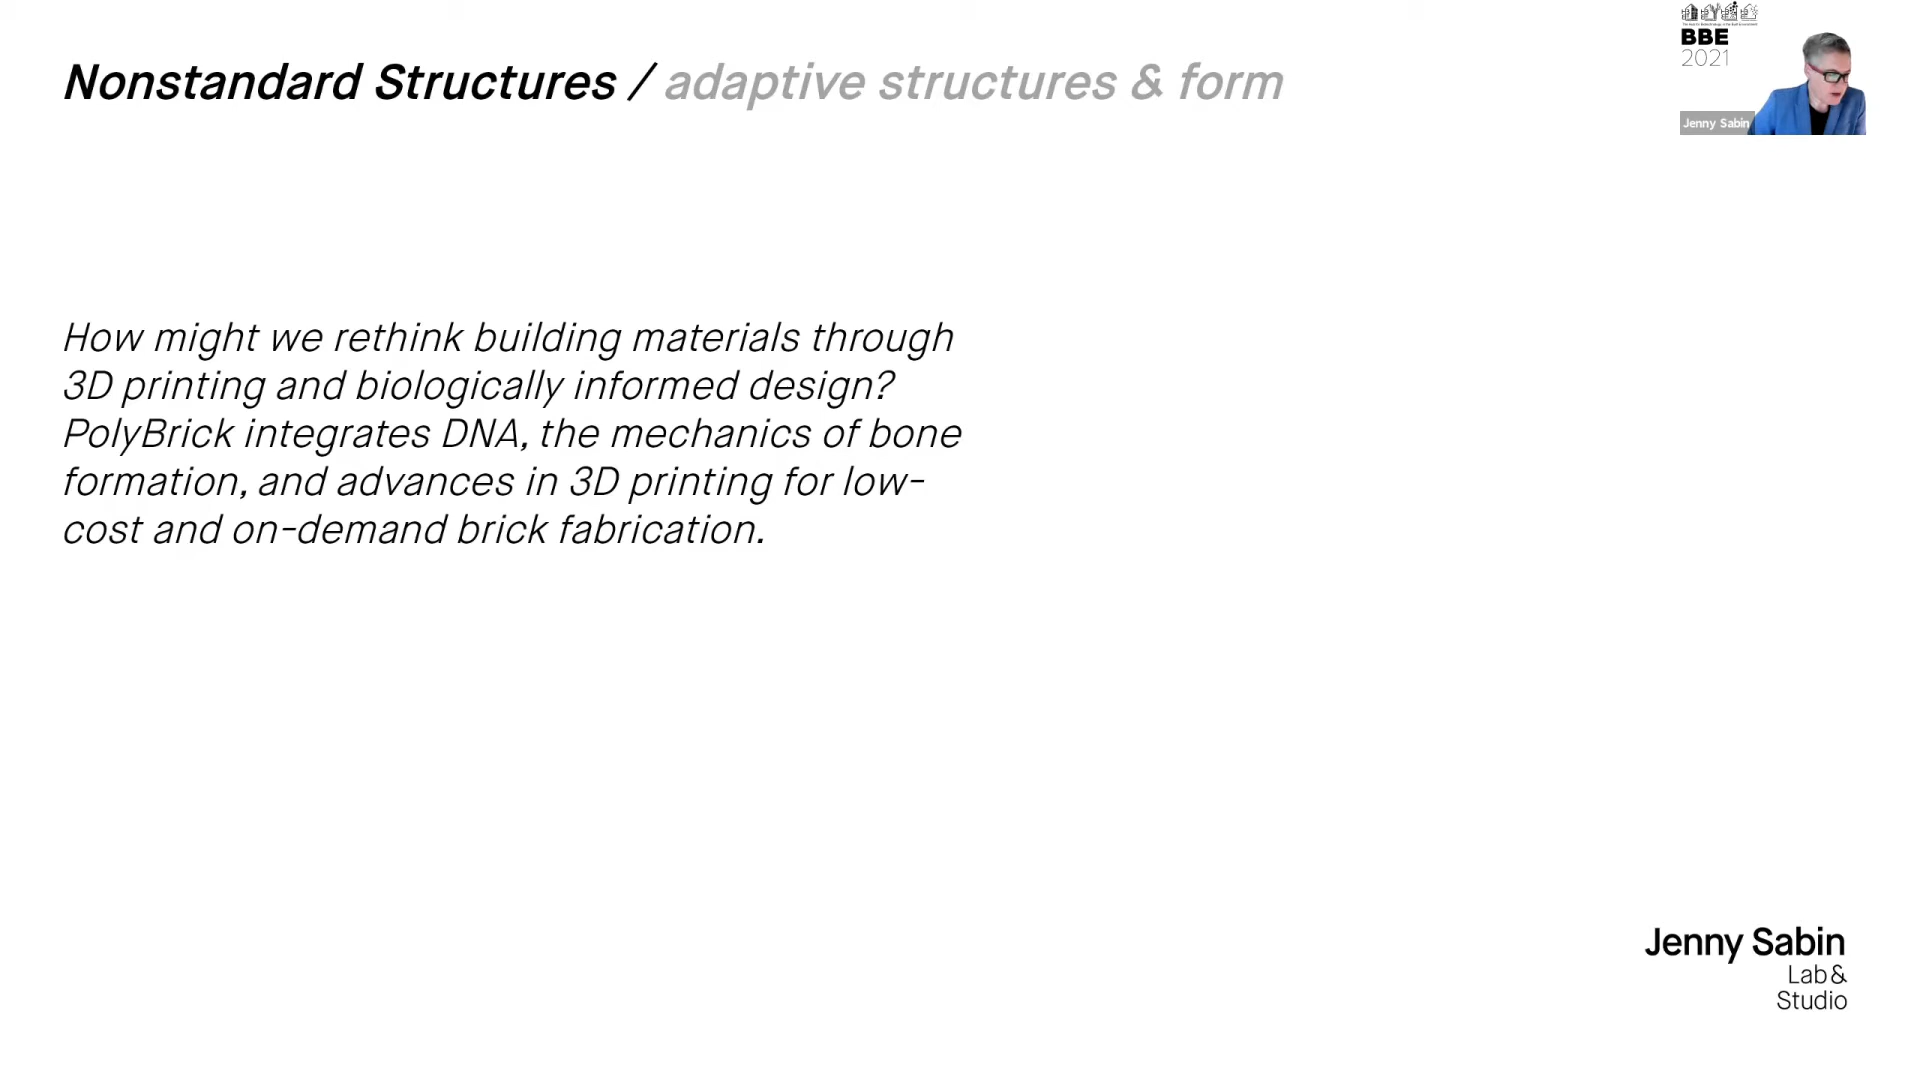 Nonstandard Structures / adaptive structures & form
BBE
2021
Jenny Sabin
How might we rethink building materials through
3D printing and biologically informed design?
PolyBrick integrates DNA, the mechanics of bone
formation, and advances in 3D printing for low-
cost and on-demand brick fabrication.
Jenny Sabin
Lab &
Studio